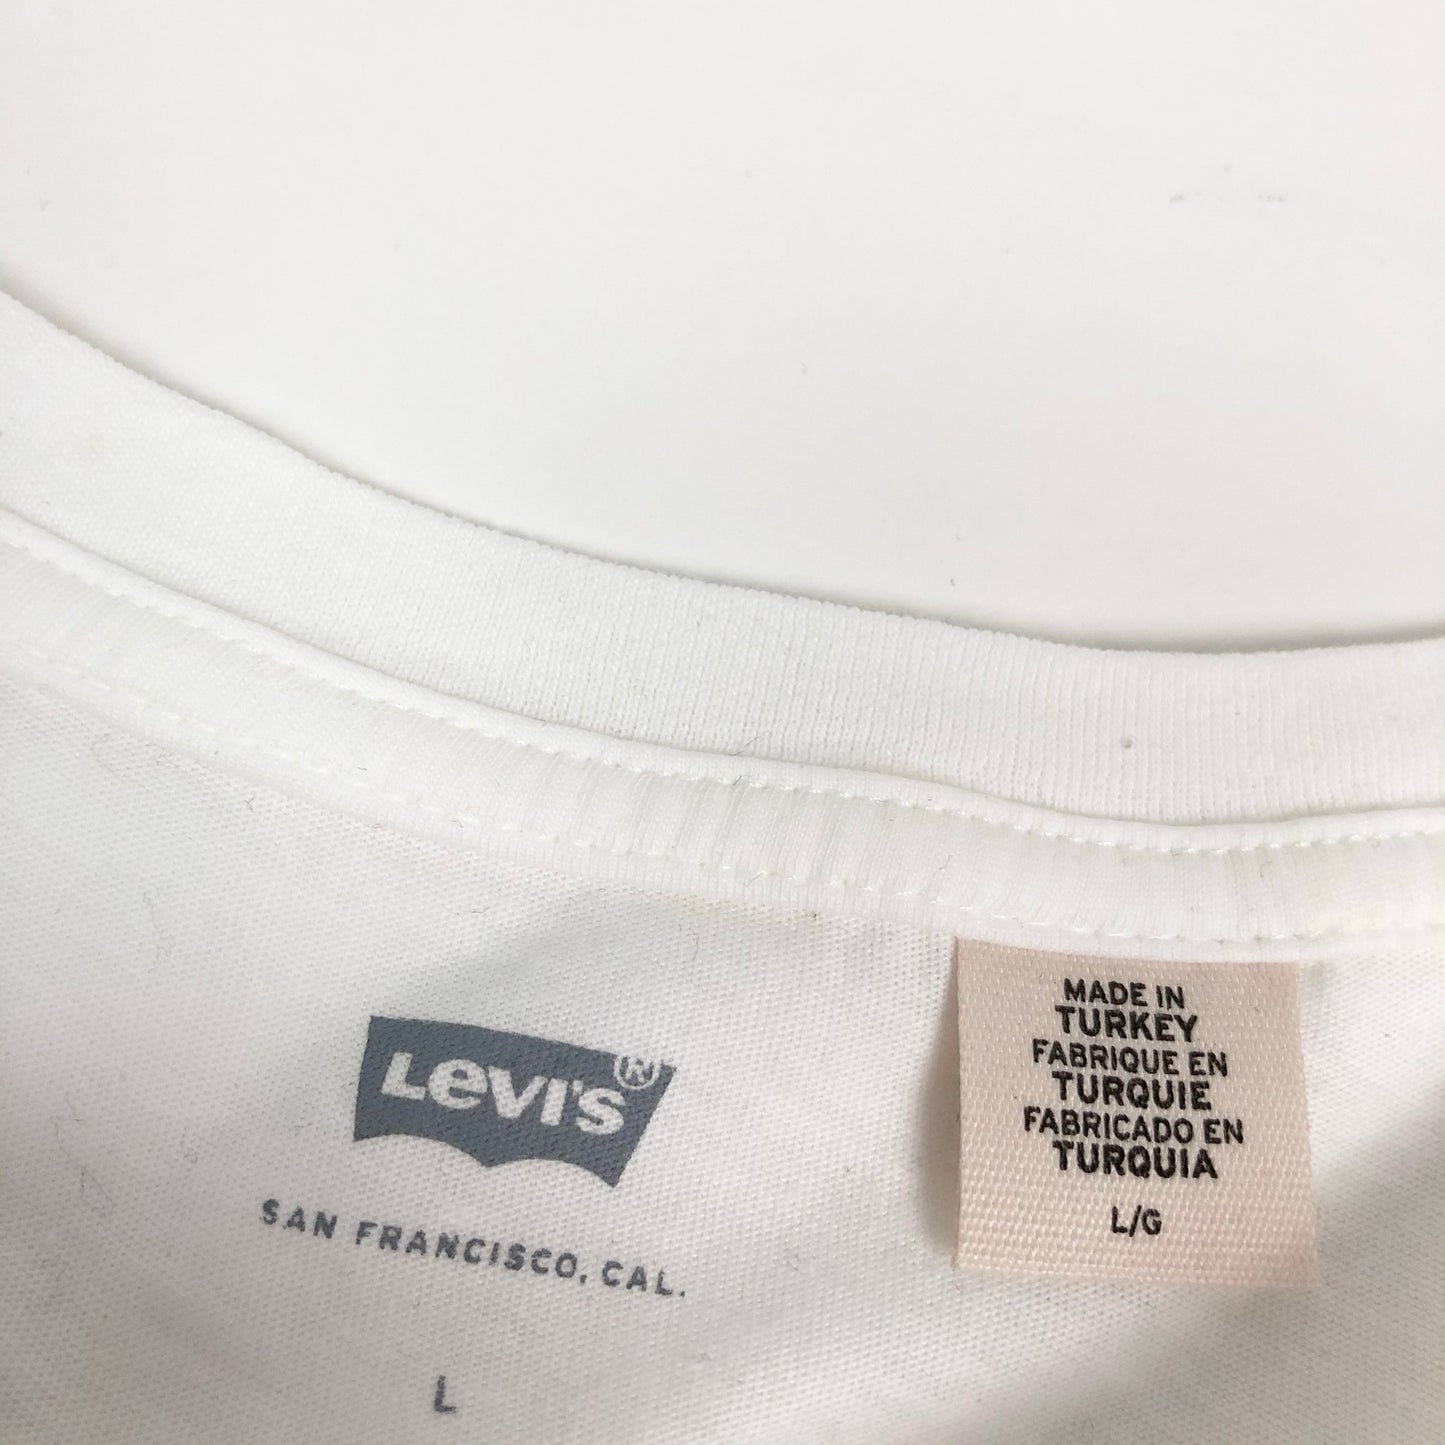 Levi's®
SAN FRANCISCO, CAL.
L
MADE IN
TURKEY
FABRIQUE EN
TURQUIE
FABRICADO EN
TURQUIA
L/G